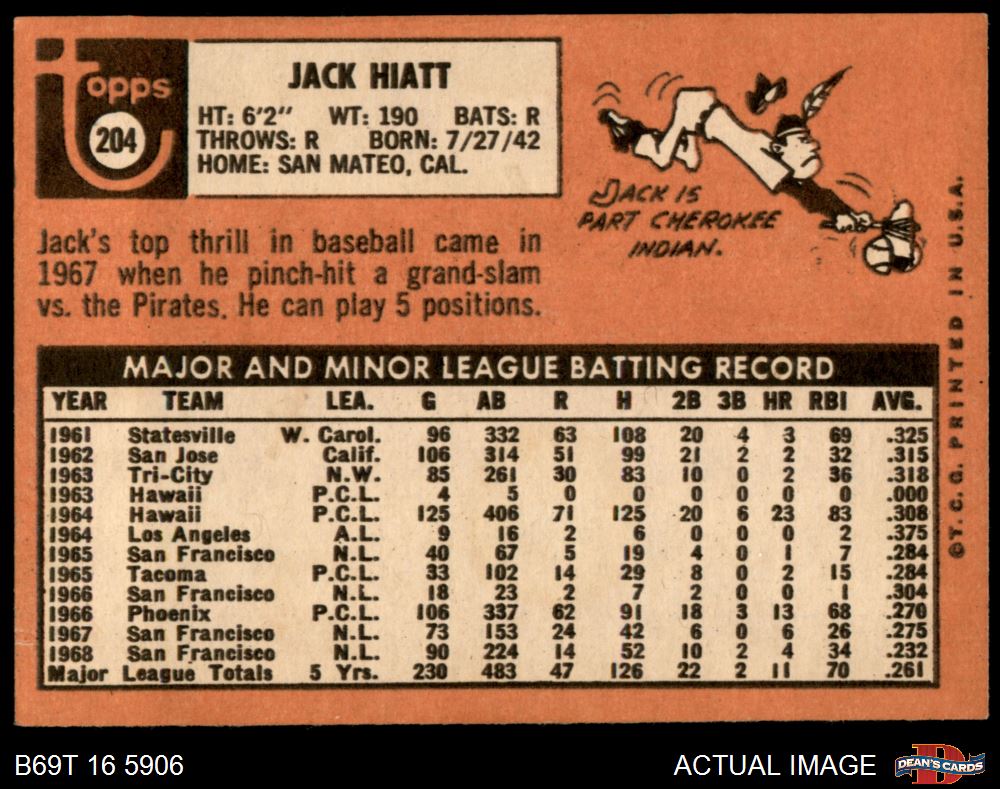 Topps
204
JACK HIATT
HT: 6'2" WT: 190 BATS: R
THROWS: R BORN: 7/27/42
HOME: SAN MATEO, CAL.
JACK IS
PART CHEROKEE
INDIAN.
Jack's top thrill in baseball came in
1967 when he pinch-hit a grand-slam
vs. the Pirates. He can play 5 positions.
MAJOR AND MINOR LEAGUE BATTING RECORD
YEAR TEAM LEA. G AB R H 2B 3B HR RBI AVG.
1961 Statesville W. Carol. 96 332 63 108 20 4 3 69 .325
1962 San Jose Calif. 106 314 51 99 21 2 2 32 .315
1963 Tri-City N.W. 85 261 30 83 10 0 2 36 .318
1963 Hawaii P.C.L. 4 5 0 0 0 0 0 0 .000
1964 Hawaii P.C.L. 125 406 71 125 20 6 23 83 .308
1964 Los Angeles A.L. 9 16 2 6 0 0 0 2 .375
1965 San Francisco N.L. 40 67 5 19 4 0 1 7 .284
1965 Tacoma P.C.L. 33 102 14 29 8 0 2 15 .284
1966 San Francisco N.L. 18 23 2 7 2 0 0 1 .304
1966 Phoenix P.C.L. 106 337 62 91 18 3 13 68 .270
1967 San Francisco N.L. 73 153 24 42 6 0 6 26 .275
1968 San Francisco N.L. 90 224 14 52 10 2 4 34 .232
Major League Totals 5 Yrs. 230 483 47 126 22 2 11 70 .261
©T.C.G. PRINTED IN U.S.A.
B69T 16 5906
ACTUAL IMAGE
DEAN'S CARDS